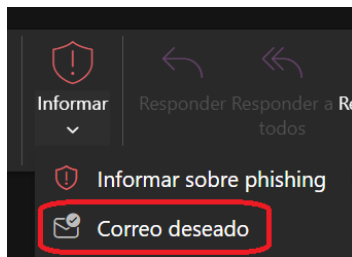 Informar
Responder
Responder a todos
Informar sobre phishing
Correo deseado